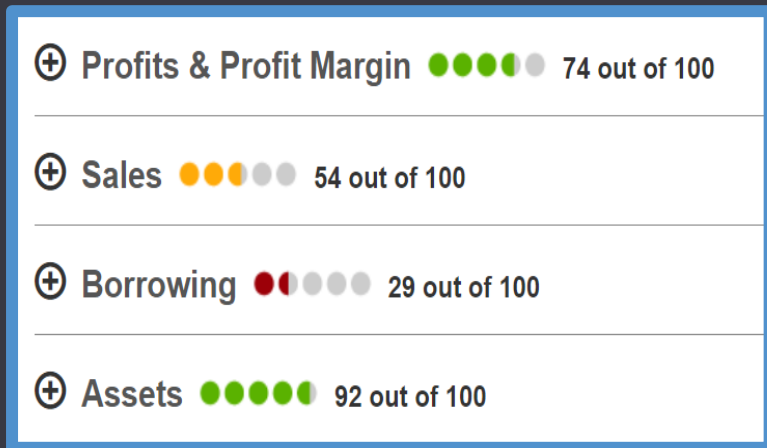 Profits & Profit Margin 74 out of 100
Sales 54 out of 100
Borrowing 29 out of 100
Assets 92 out of 100